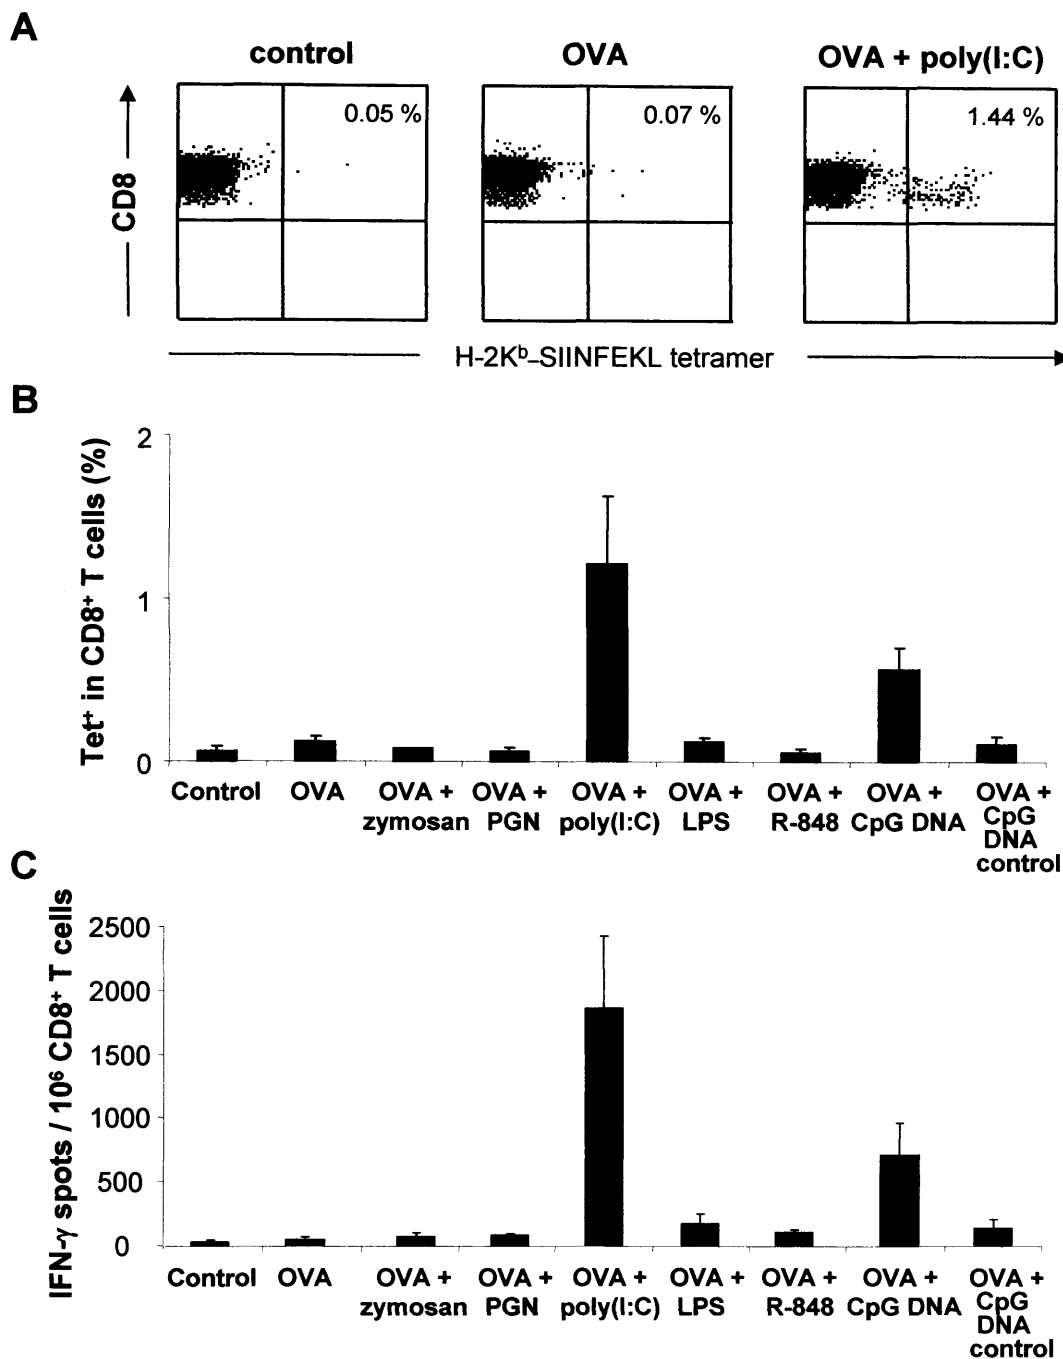 A
control OVA OVA + poly(I:C)
0.05 % 0.07 % 1.44 %
CD8
H-2Kᵇ–SIINFEKL tetramer
B
Tet⁺ in CD8⁺ T cells (%)
2
1
0
Control OVA OVA + OVA + OVA + OVA + OVA + OVA + OVA +
zymosan PGN poly(I:C) LPS R-848 CpG DNA CpG
DNA
control
C
IFN-γ spots / 10⁶ CD8⁺ T cells
2500
2000
1500
1000
500
0
Control OVA OVA + OVA + OVA + OVA + OVA + OVA + OVA +
zymosan PGN poly(I:C) LPS R-848 CpG DNA CpG
DNA
control